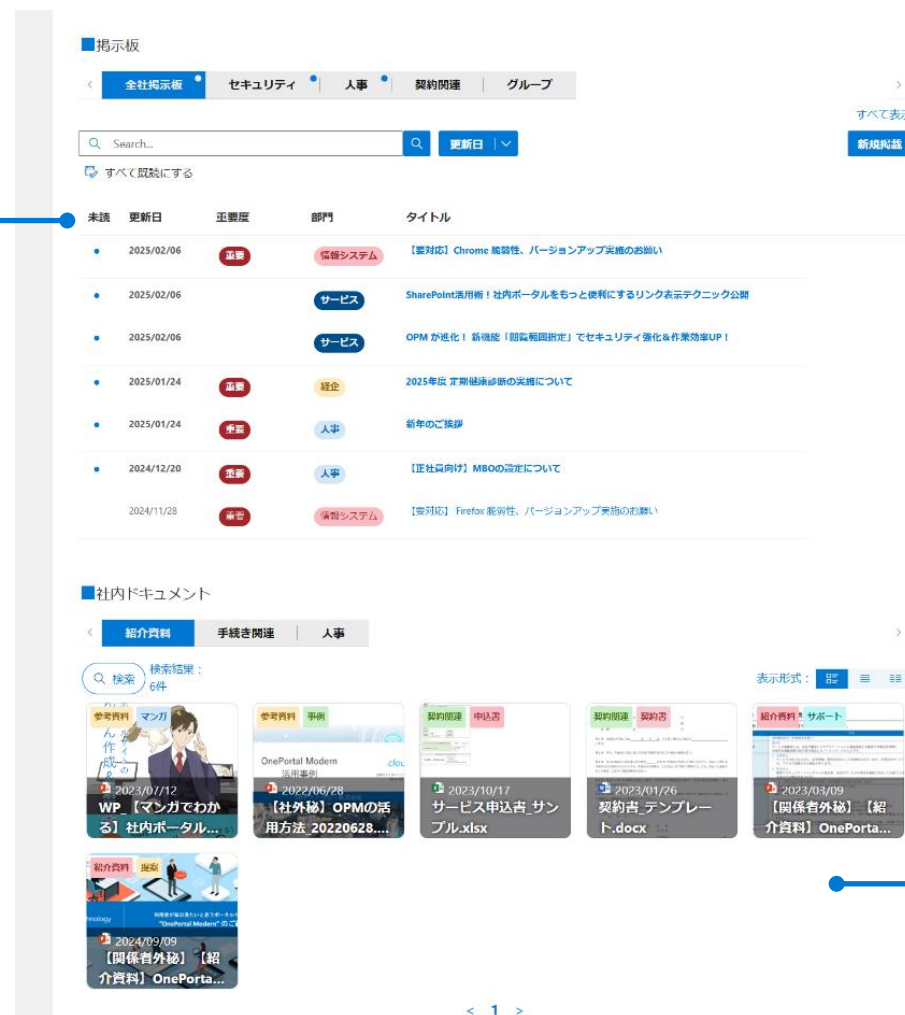 掲示板
全社掲示板 セキュリティ 人事 契約関連 グループ
すべて表示
Search... 更新日 新規掲載
すべて既読にする
未読 更新日 重要度 部門 タイトル
2025/02/06 重要 情報システム 【要対応】Chrome 脆弱性、バージョンアップ実施のお願い
2025/02/06 サービス SharePoint活用術！社内ポータルをもっと便利にするリンク表示テクニック公開
2025/02/06 サービス OPM が進化！ 新機能「閲覧範囲指定」でセキュリティ強化&作業効率UP！
2025/01/24 重要 経企 2025年度 定期健康診断の実施について
2025/01/24 重要 人事 新年のご挨拶
2024/12/20 重要 人事 【正社員向け】MBOの設定について
2024/11/28 重要 情報システム 【要対応】 Firefox 脆弱性、バージョンアップ実施のお願い
社内ドキュメント
紹介資料 手続き関連 人事
検索 検索結果：
6件
表示形式：
参考資料 マンガ
2023/07/12
WP_【マンガでわか
る】社内ポータル...
参考資料 事例
OnePortal Modern
活用事例
2022/06/28
【社外秘】OPMの活
用方法_20220628....
契約関連 申込書
2023/10/17
サービス申込書_サン
プル.xlsx
契約関連 契約書
2023/01/26
契約書_テンプレー
ト.docx
紹介資料 サポート
2023/03/09
【関係者外秘】【紹
介資料】OnePorta...
紹介資料 提案
"OnePortal Modern" のご
2024/09/09
【関係者外秘】【紹
介資料】OnePorta...
< 1 >